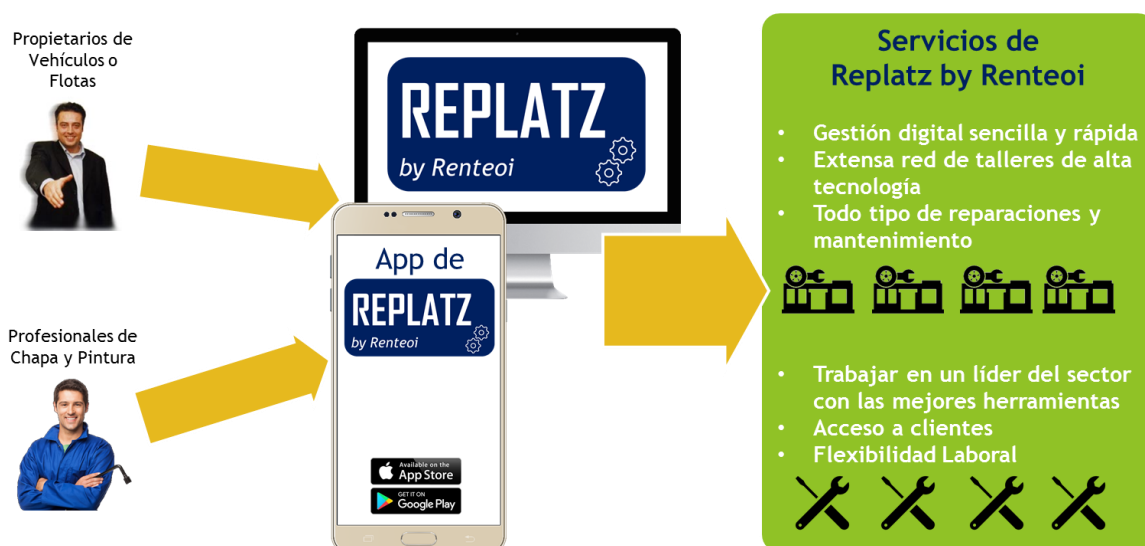 Propietarios de
Vehículos o
Flotas
Profesionales de
Chapa y Pintura
REPLATZ
by Renteoi
App de
REPLATZ
by Renteoi
Available on the
App Store
GET IT ON
Google Play
Servicios de
Replatz by Renteoi
• Gestión digital sencilla y rápida
• Extensa red de talleres de alta
tecnología
• Todo tipo de reparaciones y
mantenimiento
• Trabajar en un líder del sector
con las mejores herramientas
• Acceso a clientes
• Flexibilidad Laboral